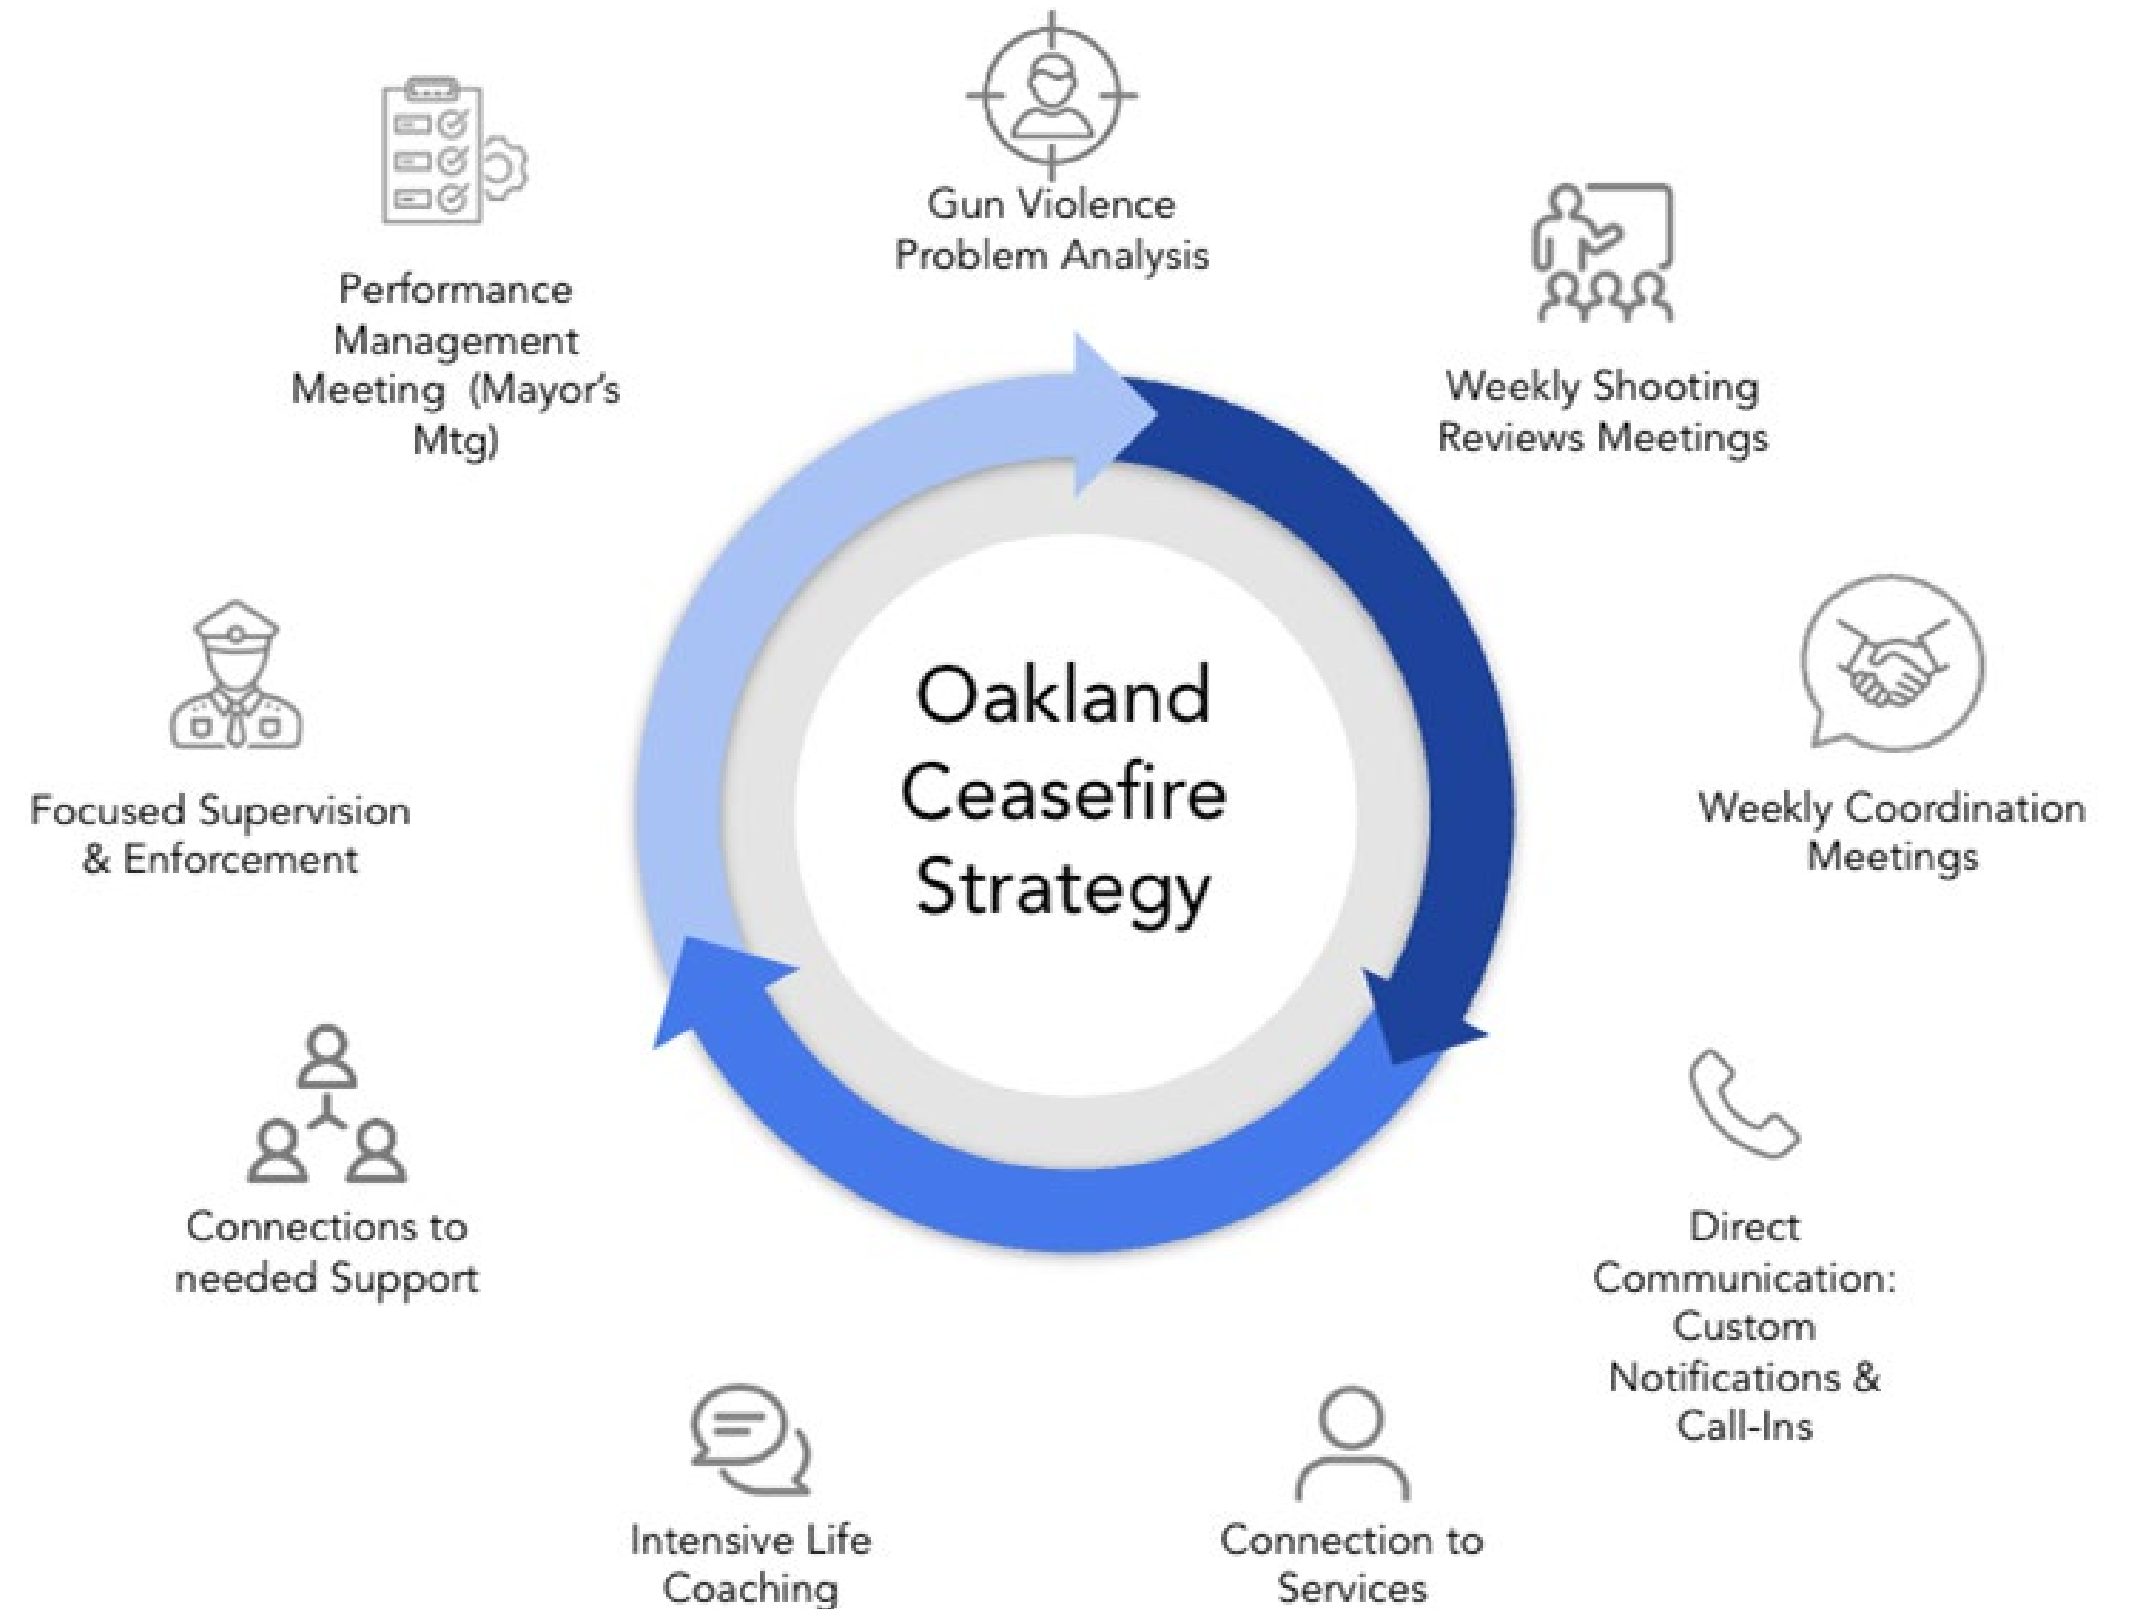 Gun Violence
Problem Analysis
Weekly Shooting
Reviews Meetings
Weekly Coordination
Meetings
Direct
Communication:
Custom
Notifications &
Call-Ins
Connection to
Services
Intensive Life
Coaching
Connections to
needed Support
Focused Supervision
& Enforcement
Performance
Management
Meeting (Mayor’s
Mtg)
Oakland
Ceasefire
Strategy